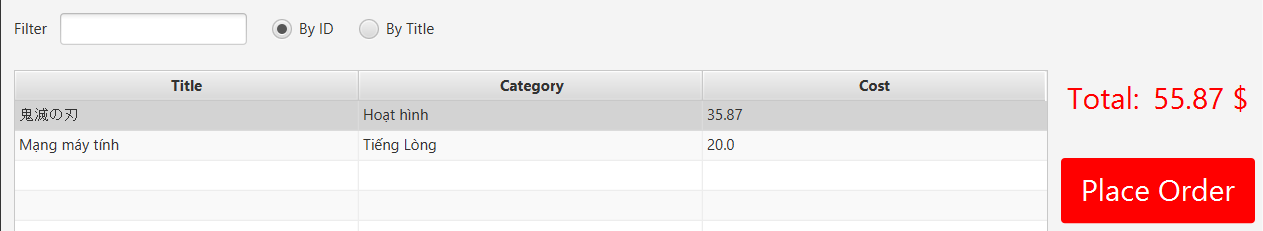 Filter By ID By Title
Title Category Cost
鬼滅の刃 Hoạt hình 35.87
Mạng máy tính Tiếng Lòng 20.0
Total: 55.87 $
Place Order